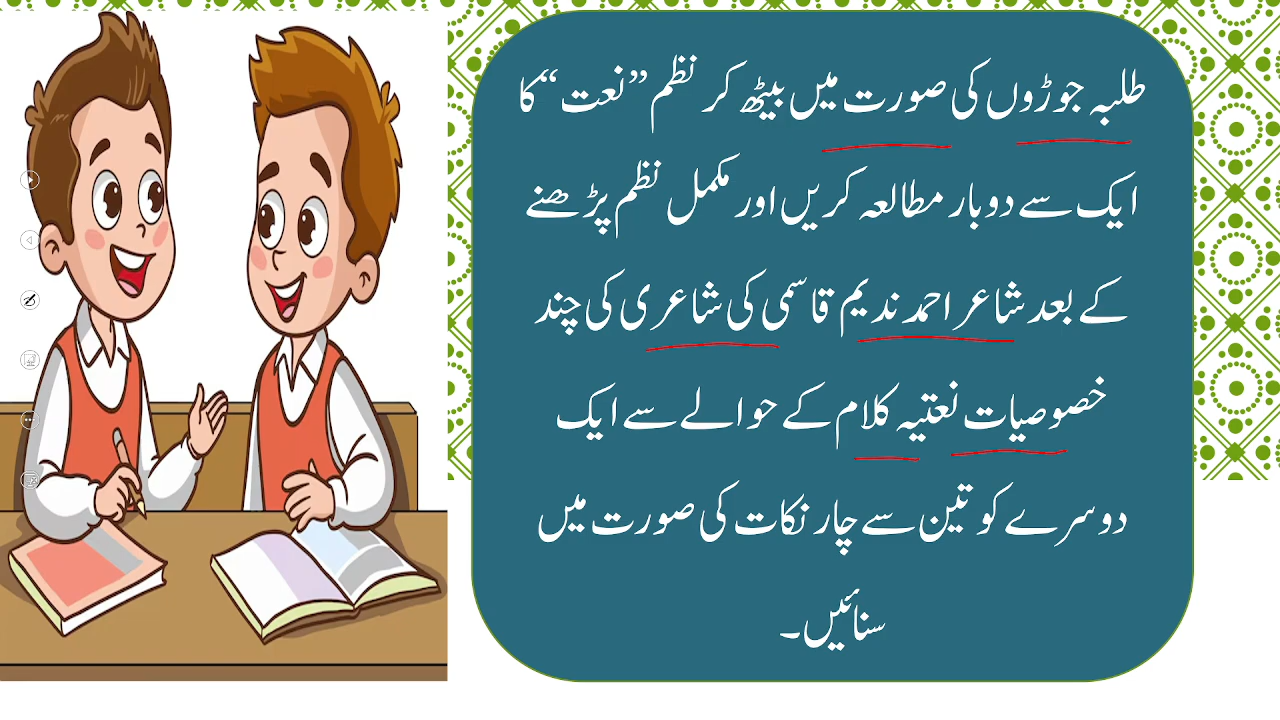 طلبہ جوڑوں کی صورت میں بیٹھ کر نظم ”نعت“ کا
ایک سے دو بار مطالعہ کریں اور مکمل نظم پڑھنے
کے بعد شاعر احمد ندیم قاسمی کی شاعری کی چند
خصوصیات نعتیہ کلام کے حوالے سے ایک
دوسرے کو تین سے چار نکات کی صورت میں
سنائیں۔